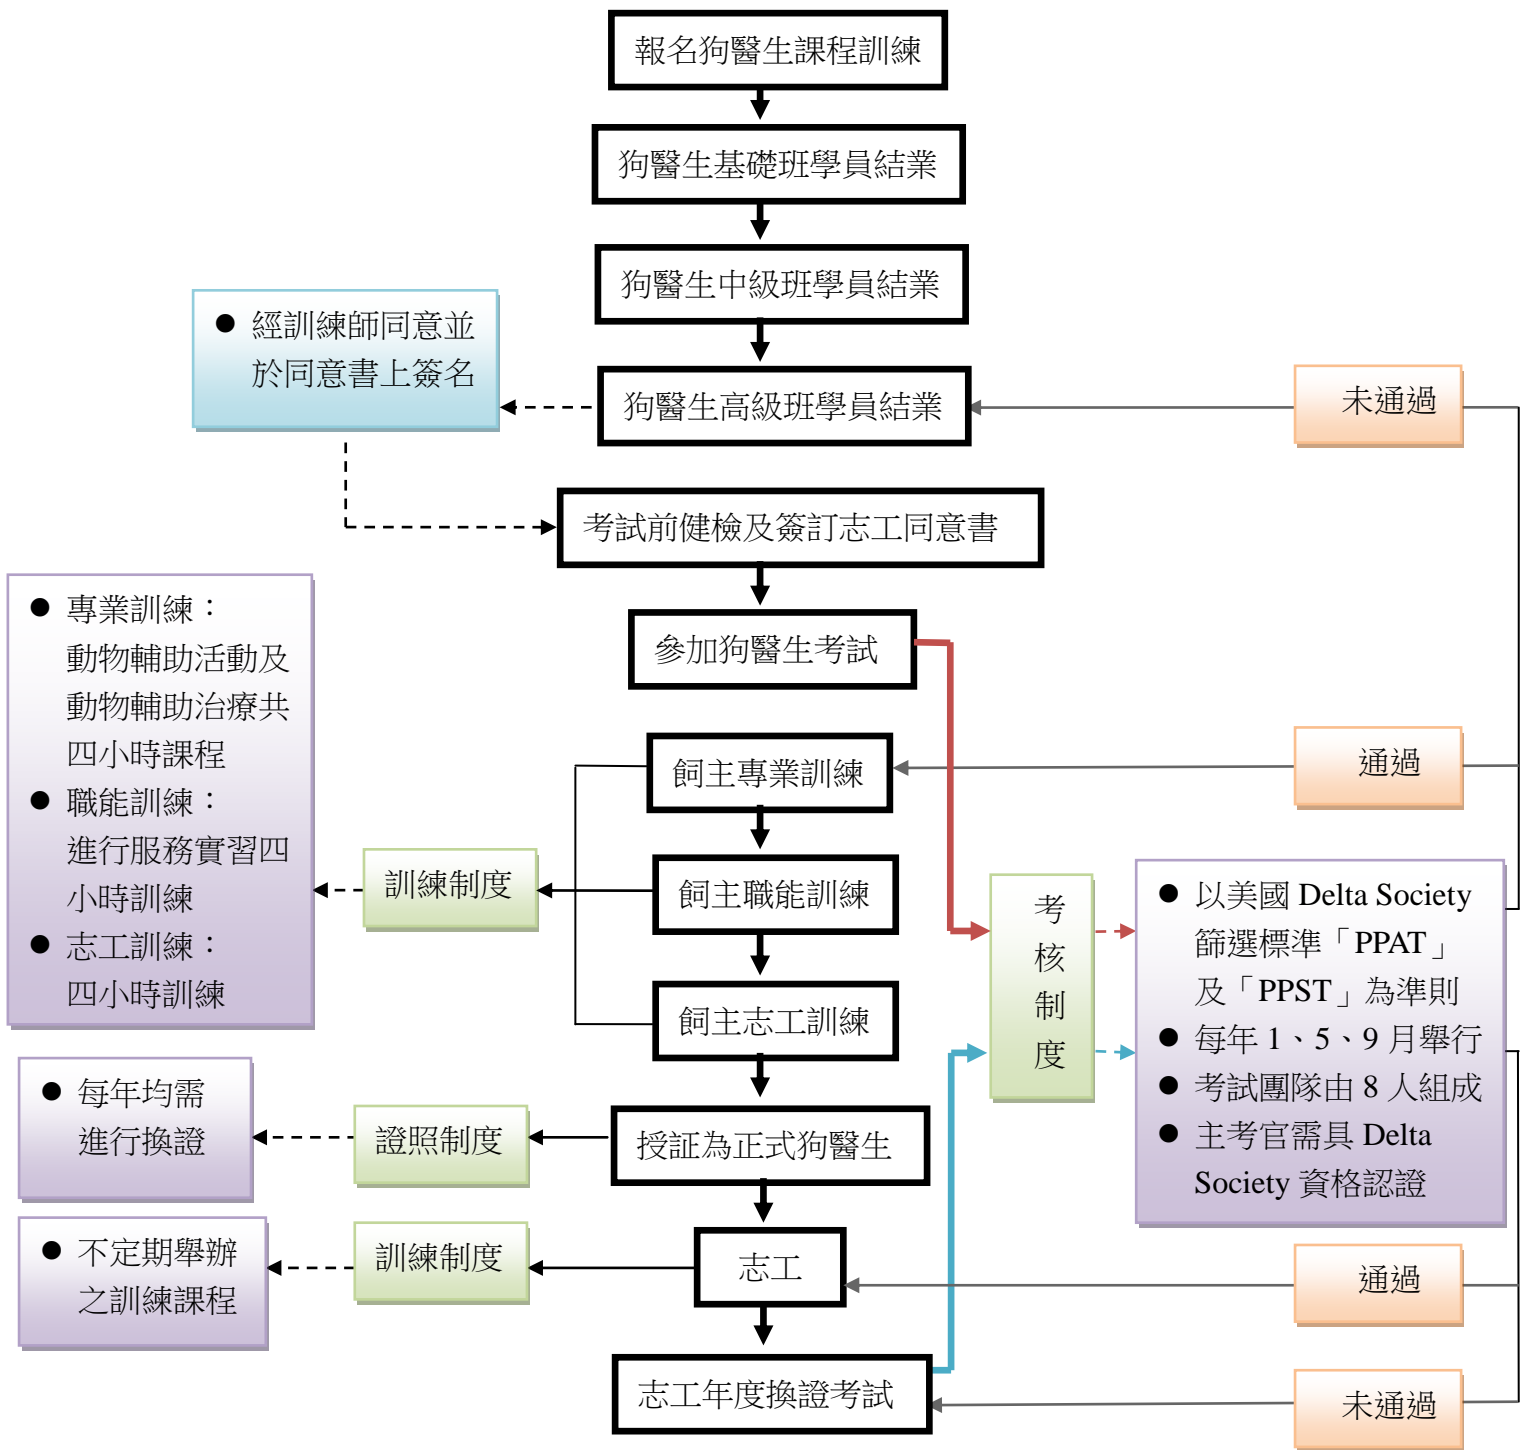 報名狗醫生課程訓練
狗醫生基礎班學員結業
狗醫生中級班學員結業
● 經訓練師同意並
於同意書上簽名
狗醫生高級班學員結業
未通過
考試前健檢及簽訂志工同意書
參加狗醫生考試
● 專業訓練：
動物輔助活動及
動物輔助治療共
四小時課程
● 職能訓練：
進行服務實習四
小時訓練
● 志工訓練：
四小時訓練
飼主專業訓練
通過
訓練制度
飼主職能訓練
飼主志工訓練
考
核
制
度
● 以美國 Delta Society
篩選標準「PPAT」
及「PPST」為準則
● 每年 1、5、9 月舉行
● 考試團隊由 8 人組成
● 主考官需具 Delta
Society 資格認證
● 每年均需
進行換證
證照制度
授証為正式狗醫生
● 不定期舉辦
之訓練課程
訓練制度
志工
通過
志工年度換證考試
未通過